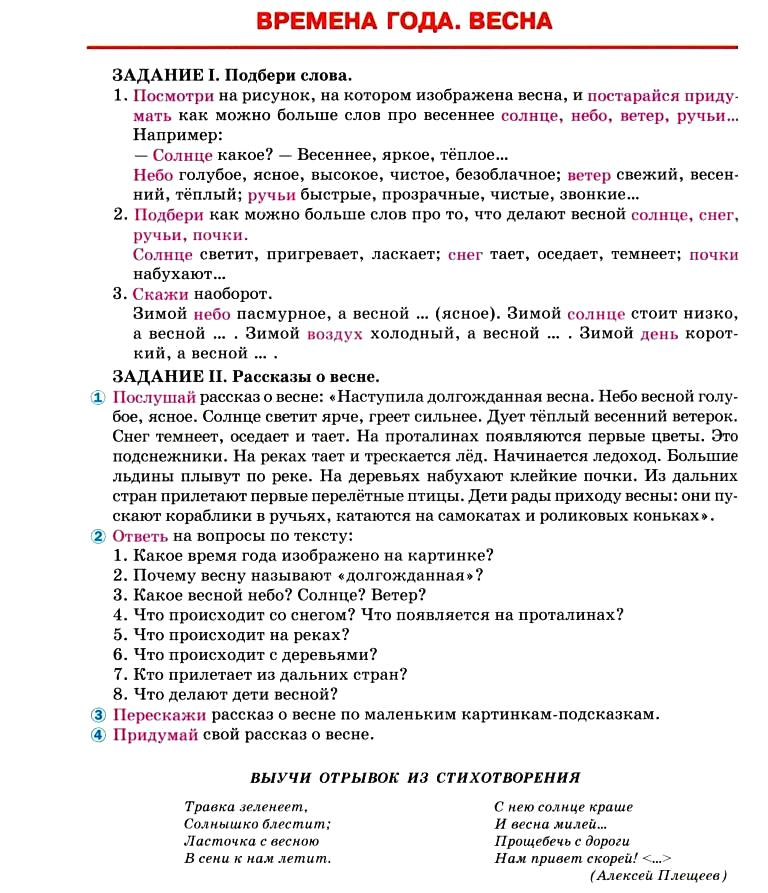 ВРЕМЕНА ГОДА. ВЕСНА
ЗАДАНИЕ I. Подбери слова.
1. Посмотри на рисунок, на котором изображена весна, и постарайся приду-
мать как можно больше слов про весеннее солнце, небо, ветер, ручьи...
Например:
— Солнце какое? — Весеннее, яркое, тёплое...
Небо голубое, ясное, высокое, чистое, безоблачное; ветер свежий, весен-
ний, тёплый; ручьи быстрые, прозрачные, чистые, звонкие...
2. Подбери как можно больше слов про то, что делают весной солнце, снег,
ручьи, почки.
Солнце светит, пригревает, ласкает; снег тает, оседает, темнеет; почки
набухают...
3. Скажи наоборот.
Зимой небо пасмурное, а весной ... (ясное). Зимой солнце стоит низко,
а весной ... . Зимой воздух холодный, а весной ... . Зимой день корот-
кий, а весной ... .
ЗАДАНИЕ II. Рассказы о весне.
1 Послушай рассказ о весне: «Наступила долгожданная весна. Небо весной голу-
бое, ясное. Солнце светит ярче, греет сильнее. Дует тёплый весенний ветерок.
Снег темнеет, оседает и тает. На проталинах появляются первые цветы. Это
подснежники. На реках тает и трескается лёд. Начинается ледоход. Большие
льдины плывут по реке. На деревьях набухают клейкие почки. Из дальних
стран прилетают первые перелётные птицы. Дети рады приходу весны: они пу-
скают кораблики в ручьях, катаются на самокатах и роликовых коньках».
2 Ответь на вопросы по тексту:
1. Какое время года изображено на картинке?
2. Почему весну называют «долгожданная»?
3. Какое весной небо? Солнце? Ветер?
4. Что происходит со снегом? Что появляется на проталинах?
5. Что происходит на реках?
6. Что происходит с деревьями?
7. Кто прилетает из дальних стран?
8. Что делают дети весной?
3 Перескажи рассказ о весне по маленьким картинкам-подсказкам.
4 Придумай свой рассказ о весне.
ВЫУЧИ ОТРЫВОК ИЗ СТИХОТВОРЕНИЯ
Травка зеленеет,
Солнышко блестит;
Ласточка с весною
В сени к нам летит.
С нею солнце краше
И весна милей...
Прощебечь с дороги
Нам привет скорей! <...>
(Алексей Плещеев)